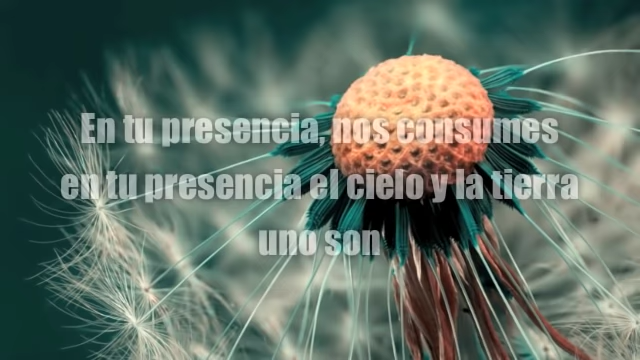 En tu presencia, nos consumes
en tu presencia el cielo y la tierra
uno son